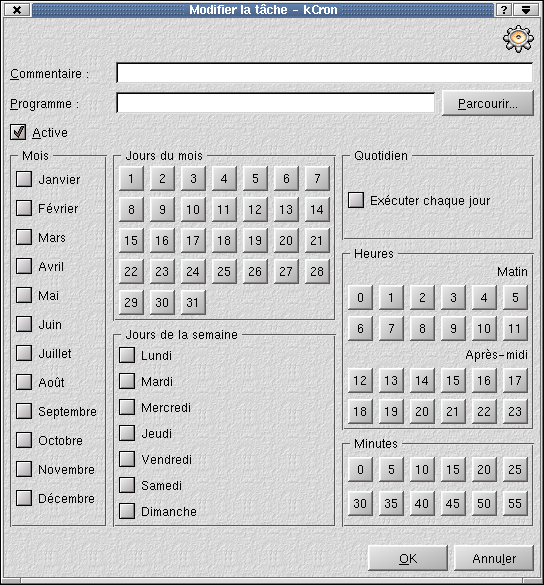 Modifier la tâche - KCron
Commentaire :
Programme :
Parcourir...
Active
Mois
Janvier
Février
Mars
Avril
Mai
Juin
Juillet
Août
Septembre
Octobre
Novembre
Décembre
Jours du mois
1 2 3 4 5 6 7
8 9 10 11 12 13 14
15 16 17 18 19 20 21
22 23 24 25 26 27 28
29 30 31
Jours de la semaine
Lundi
Mardi
Mercredi
Jeudi
Vendredi
Samedi
Dimanche
Quotidien
Exécuter chaque jour
Heures
Matin
0 1 2 3 4 5
6 7 8 9 10 11
Après-midi
12 13 14 15 16 17
18 19 20 21 22 23
Minutes
0 5 10 15 20 25
30 35 40 45 50 55
OK
Annuler